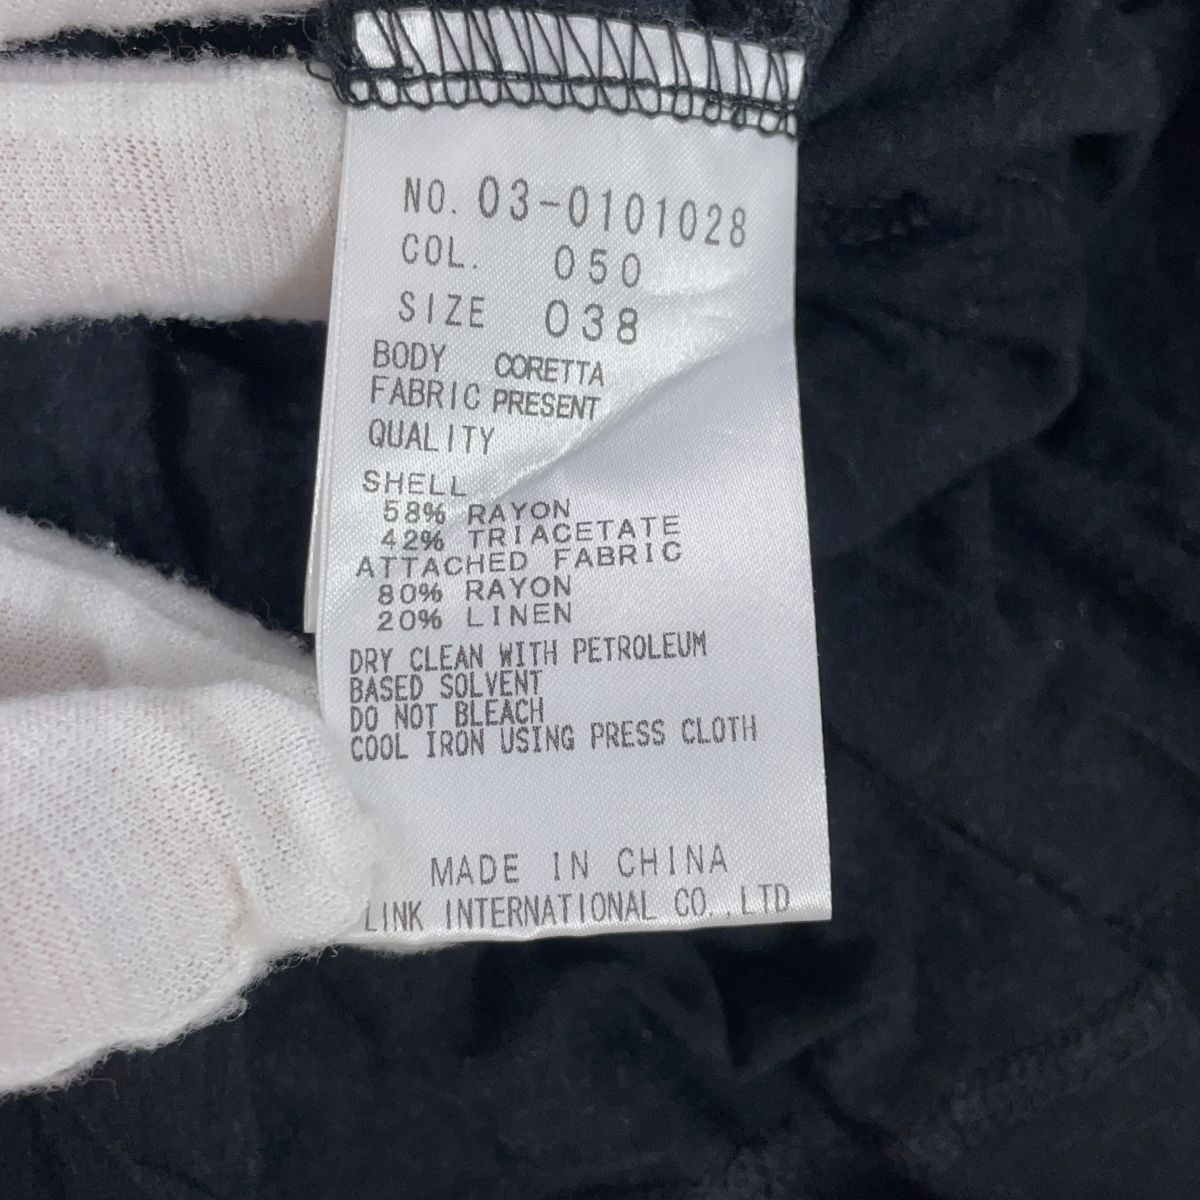 NO. 03-0101028
COL. 050
SIZE 038
BODY CORETTA
FABRIC PRESENT
QUALITY
SHELL
58% RAYON
42% TRIACETATE
ATTACHED FABRIC
80% RAYON
20% LINEN
DRY CLEAN WITH PETROLEUM
BASED SOLVENT
DO NOT BLEACH
COOL IRON USING PRESS CLOTH
MADE IN CHINA
LINK INTERNATIONAL CO.,LTD